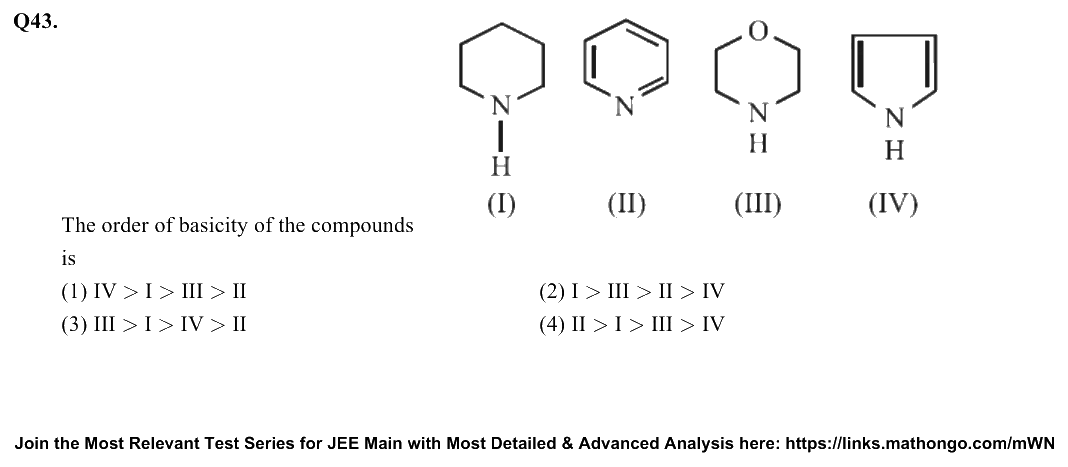 Q43.
O
N N N N
H H H
(I) (II) (III) (IV)
The order of basicity of the compounds
is
(1) IV > I > III > II (2) I > III > II > IV
(3) III > I > IV > II (4) II > I > III > IV
Join the Most Relevant Test Series for JEE Main with Most Detailed & Advanced Analysis here: https://links.mathongo.com/mWN